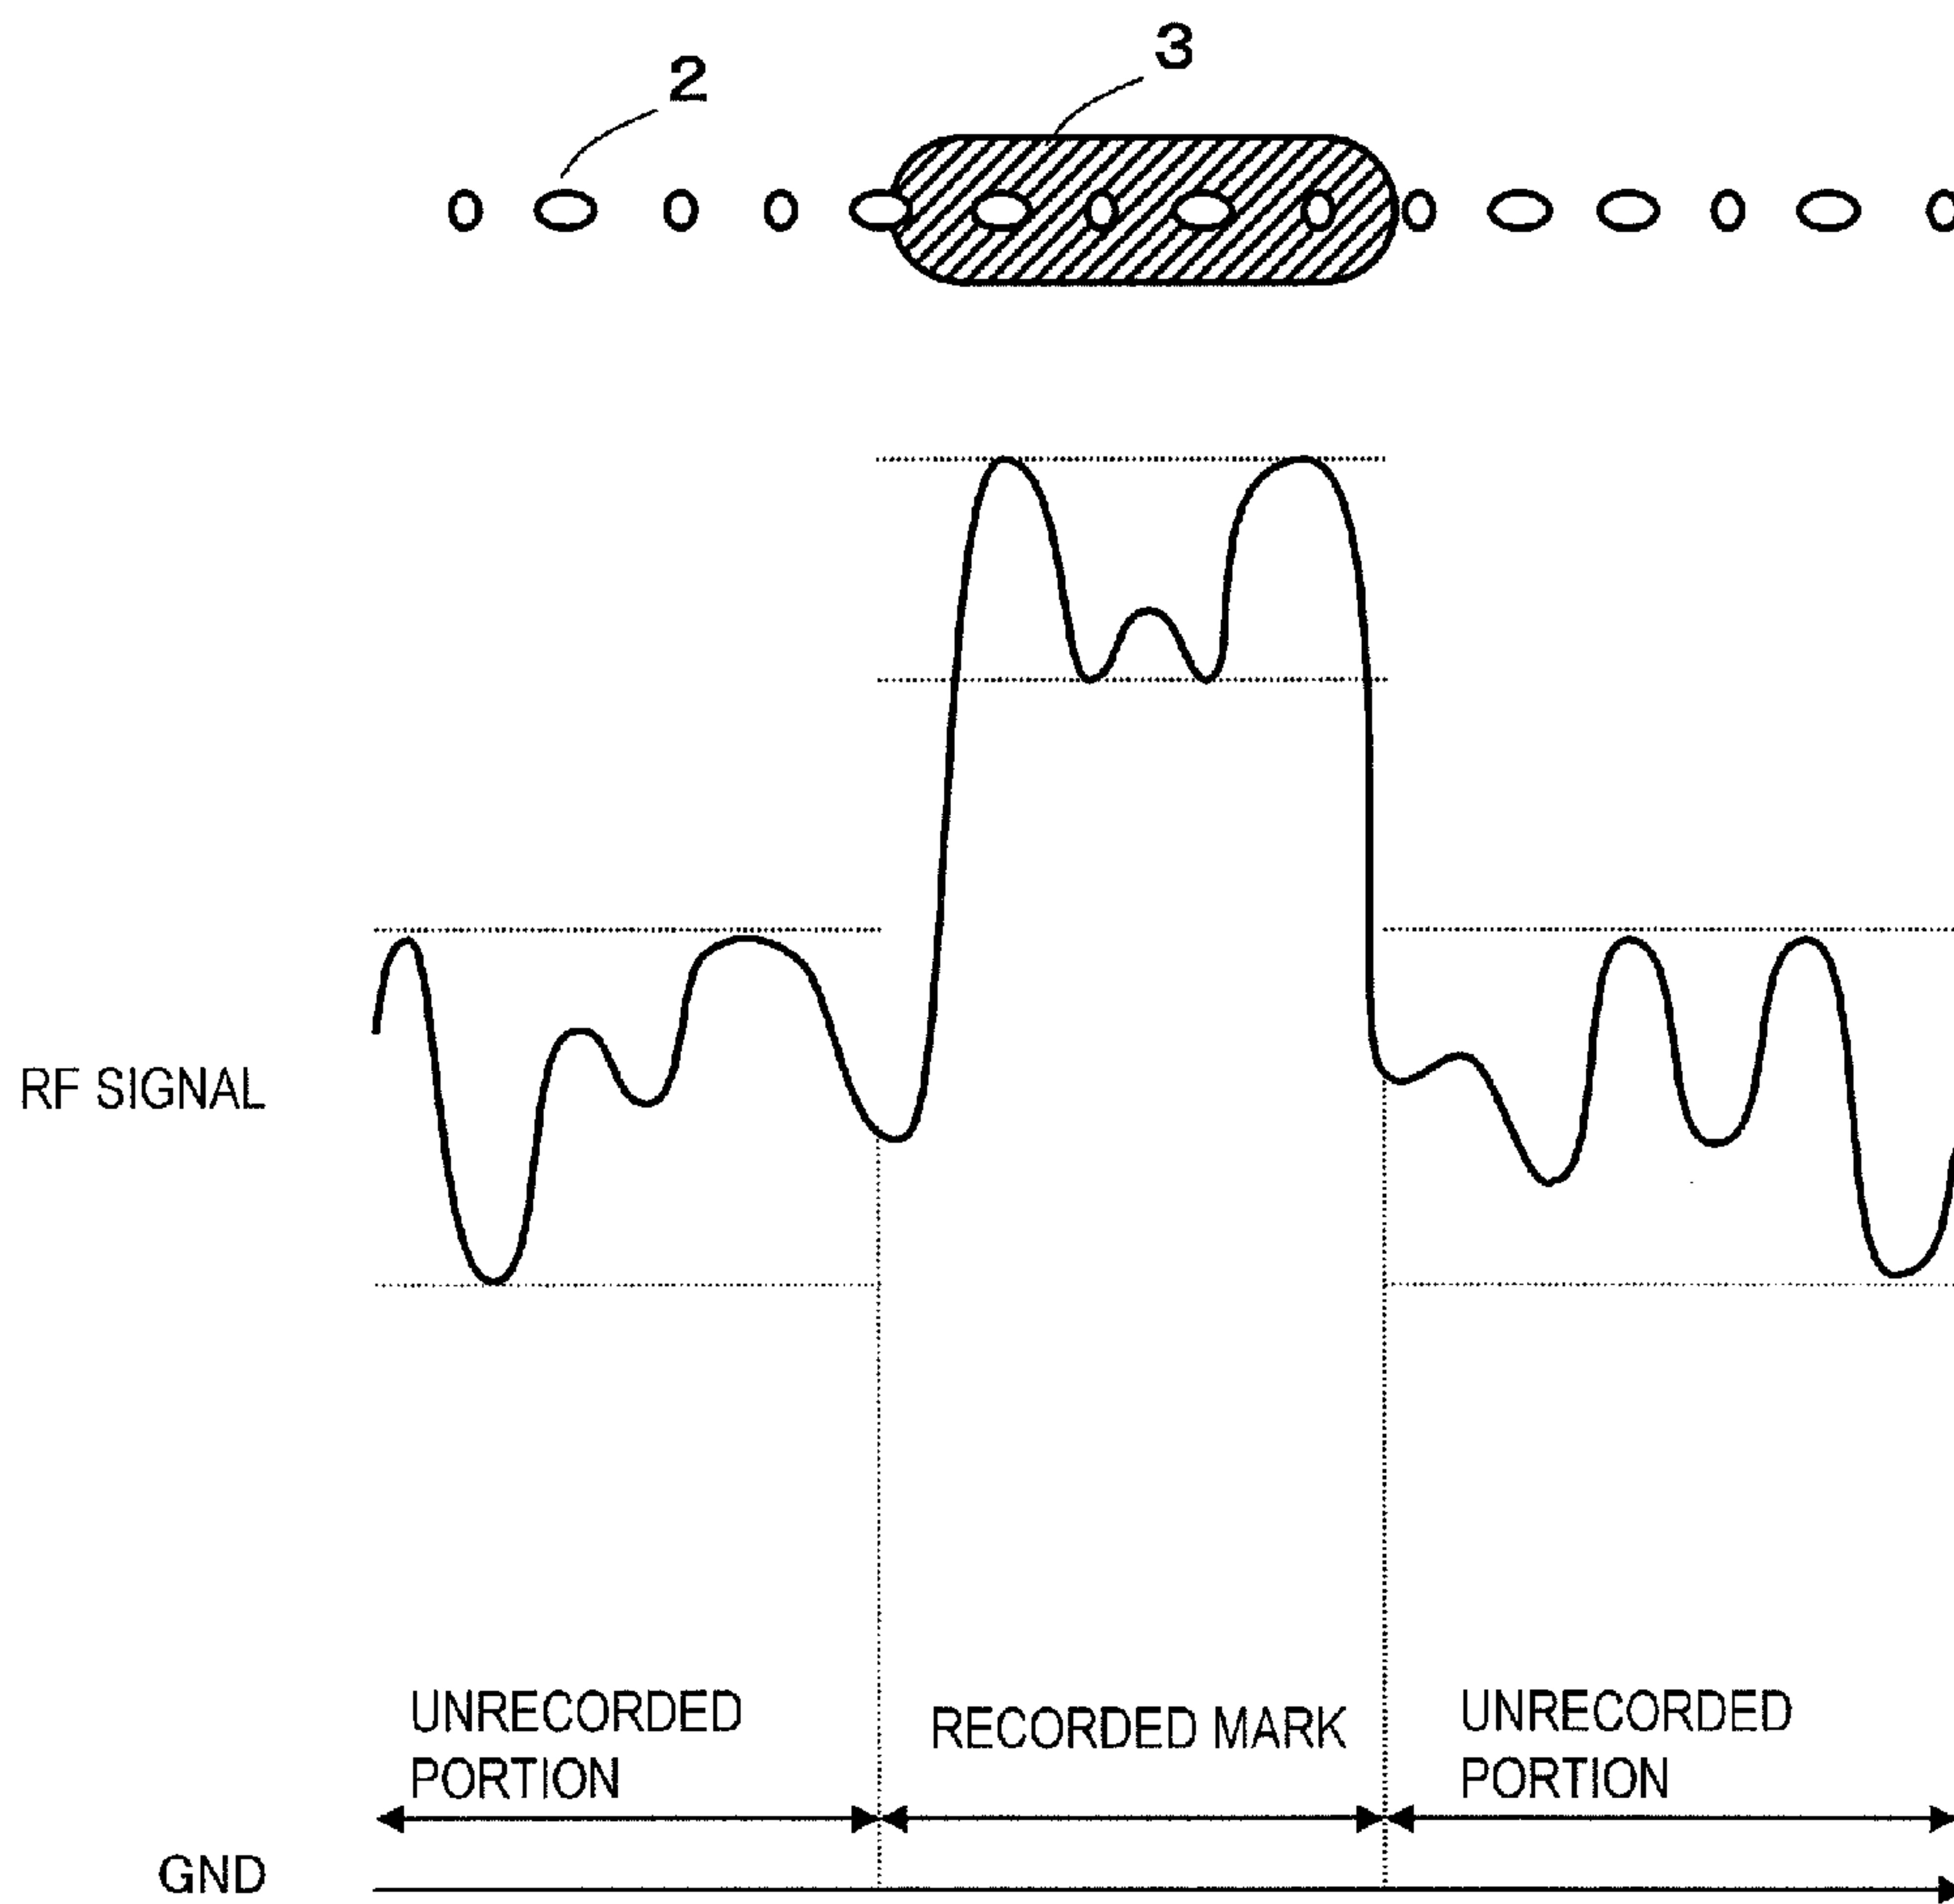 2
3
RF SIGNAL
UNRECORDED
PORTION
RECORDED MARK
UNRECORDED
PORTION
GND